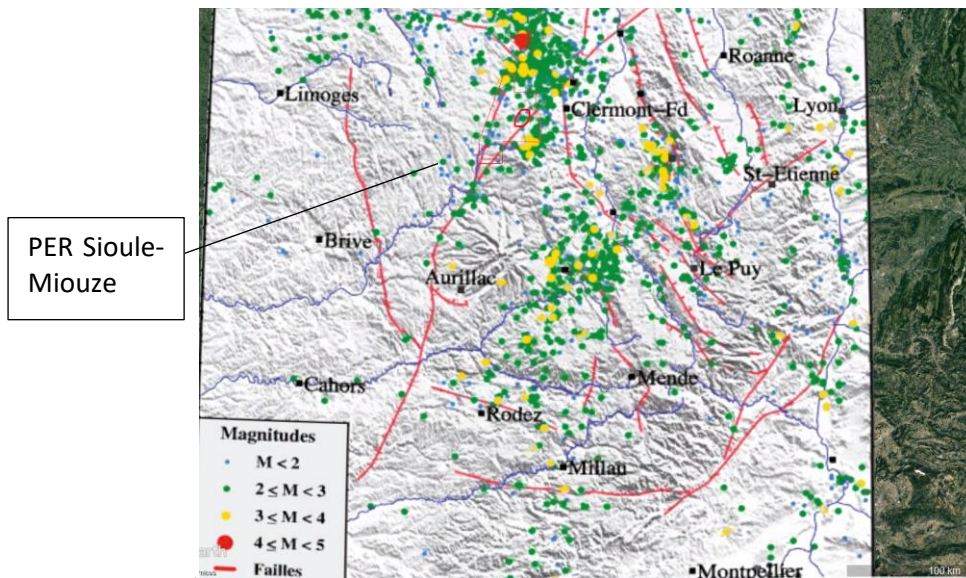 Roanne
Limoges
Clermont-Fd
Lyon
St-Etienne
PER Sioule-
Miouze
Brive
Le Puy
Aurillac
Cahors
Mende
Rodez
Magnitudes
M < 2
2 ≤ M < 3
3 ≤ M < 4
4 ≤ M < 5
Failles
Millau
Montpellier
100 km